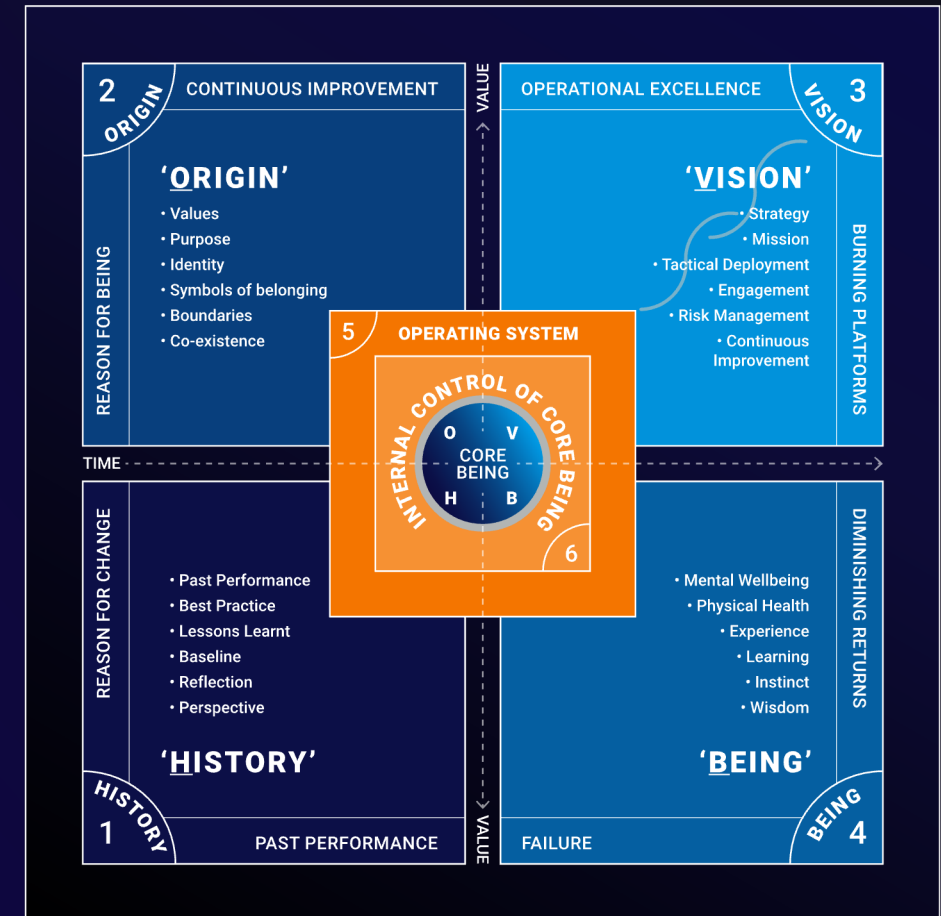 2
ORIGIN
CONTINUOUS IMPROVEMENT
REASON FOR BEING
‘ORIGIN’
• Values
• Purpose
• Identity
• Symbols of belonging
• Boundaries
• Co-existence
VALUE
OPERATIONAL EXCELLENCE
3
VISION
‘VISION’
• Strategy
• Mission
• Tactical Deployment
• Engagement
• Risk Management
• Continuous
Improvement
BURNING PLATFORMS
5
OPERATING SYSTEM
INTERNAL CONTROL OF CORE BEING
O V
CORE
BEING
H B
6
TIME
REASON FOR CHANGE
• Past Performance
• Best Practice
• Lessons Learnt
• Baseline
• Reflection
• Perspective
‘HISTORY’
HISTORY
1
PAST PERFORMANCE
VALUE
• Mental Wellbeing
• Physical Health
• Experience
• Learning
• Instinct
• Wisdom
‘BEING’
DIMINISHING RETURNS
FAILURE
BEING
4